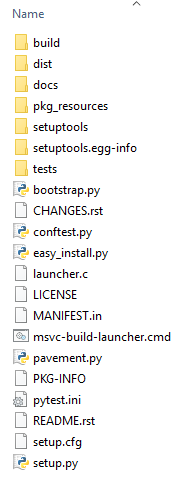 Name
build
dist
docs
pkg_resources
setuptools
setuptools.egg-info
tests
bootstrap.py
CHANGES.rst
conftest.py
easy_install.py
launcher.c
LICENSE
MANIFEST.in
msvc-build-launcher.cmd
pavement.py
PKG-INFO
pytest.ini
README.rst
setup.cfg
setup.py